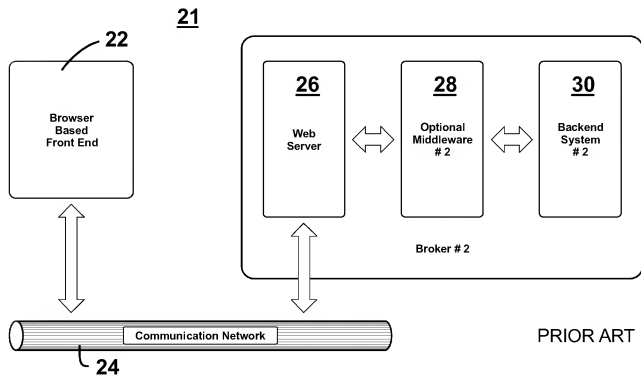 21
22
Browser
Based
Front End
26
Web
Server
28
Optional
Middleware
# 2
30
Backend
System
# 2
Broker # 2
Communication Network
24
PRIOR ART